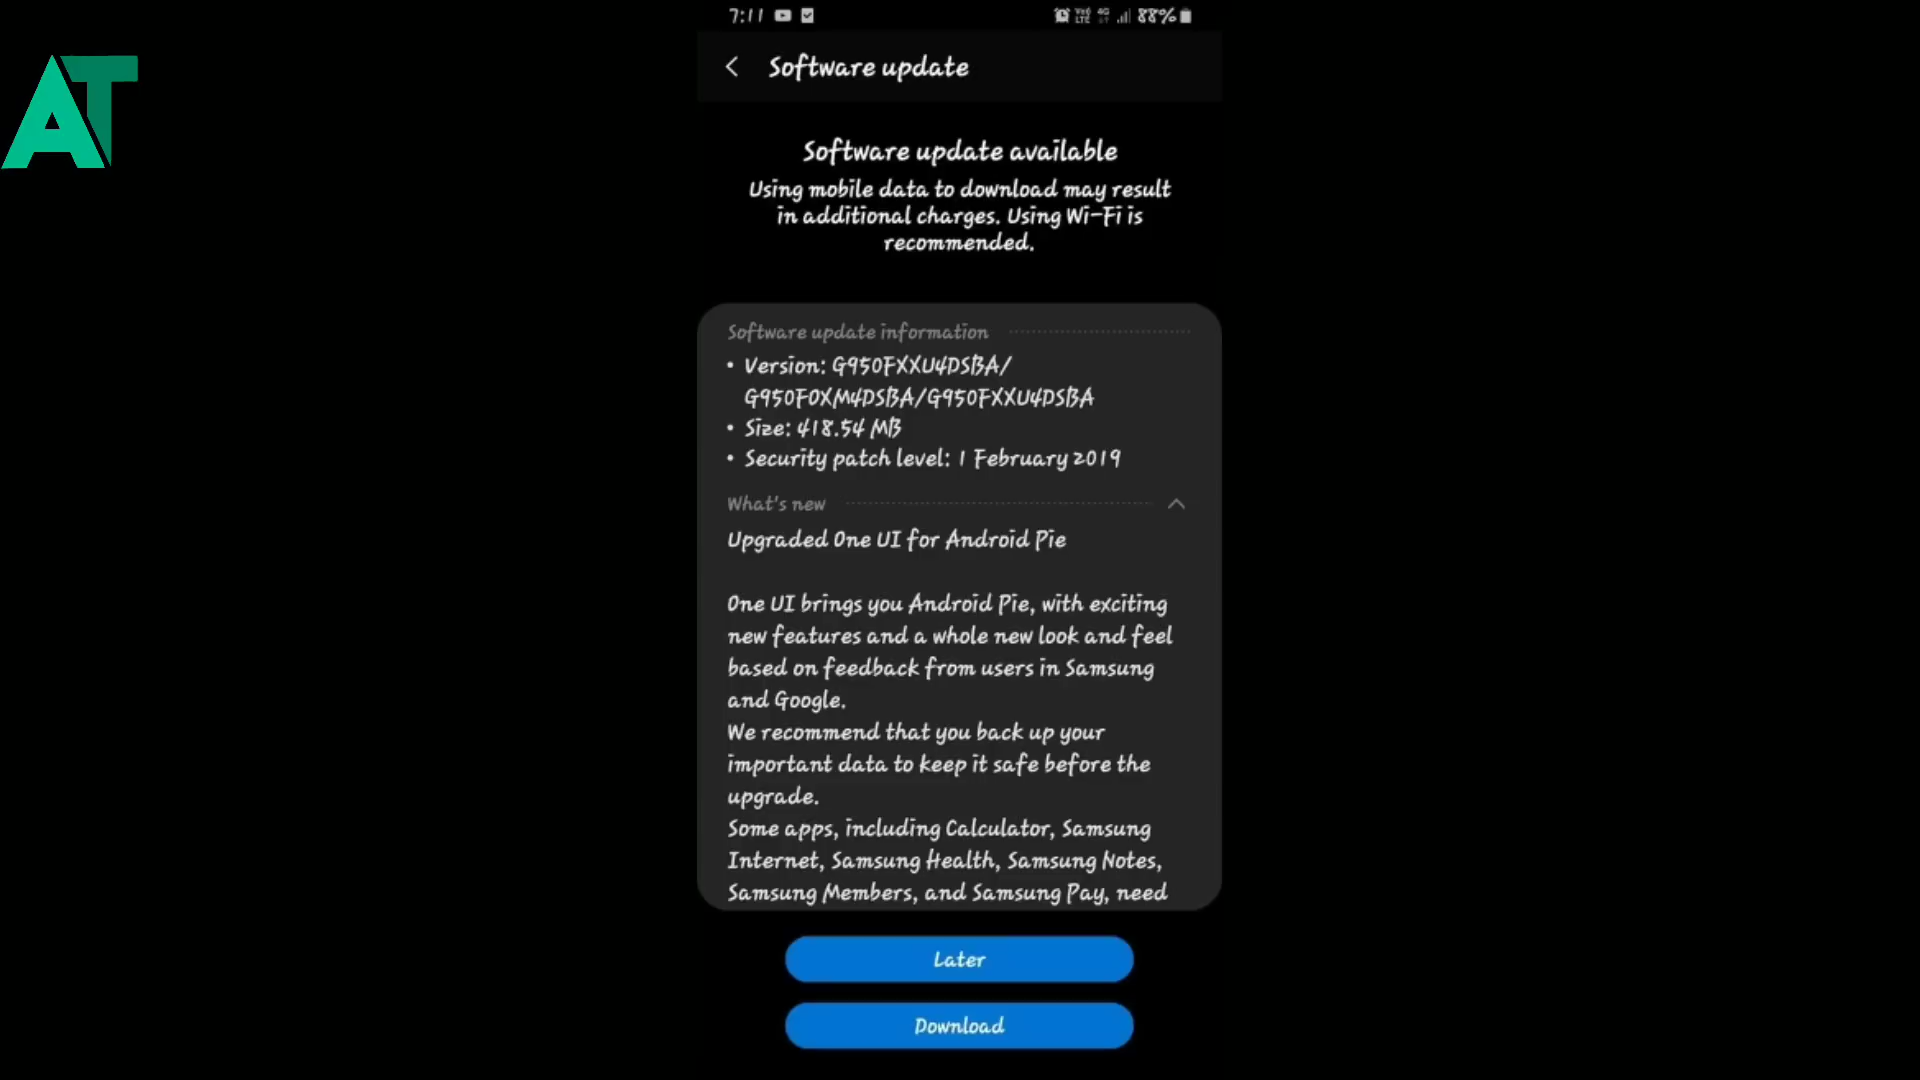 AT
7:11 VoI LTE 4G 88%
Software update
Software update available
Using mobile data to download may result
in additional charges. Using Wi-Fi is
recommended.
Software update information
• Version: G950FXXU4DSBA/
G950FOXM4DSBA/G950FXXU4DSBA
• Size: 418.54 MB
• Security patch level: 1 February 2019
What's new
Upgraded One UI for Android Pie
One UI brings you Android Pie, with exciting
new features and a whole new look and feel
based on feedback from users in Samsung
and Google.
We recommend that you back up your
important data to keep it safe before the
upgrade.
Some apps, including Calculator, Samsung
Internet, Samsung Health, Samsung Notes,
Samsung Members, and Samsung Pay, need
Later
Download